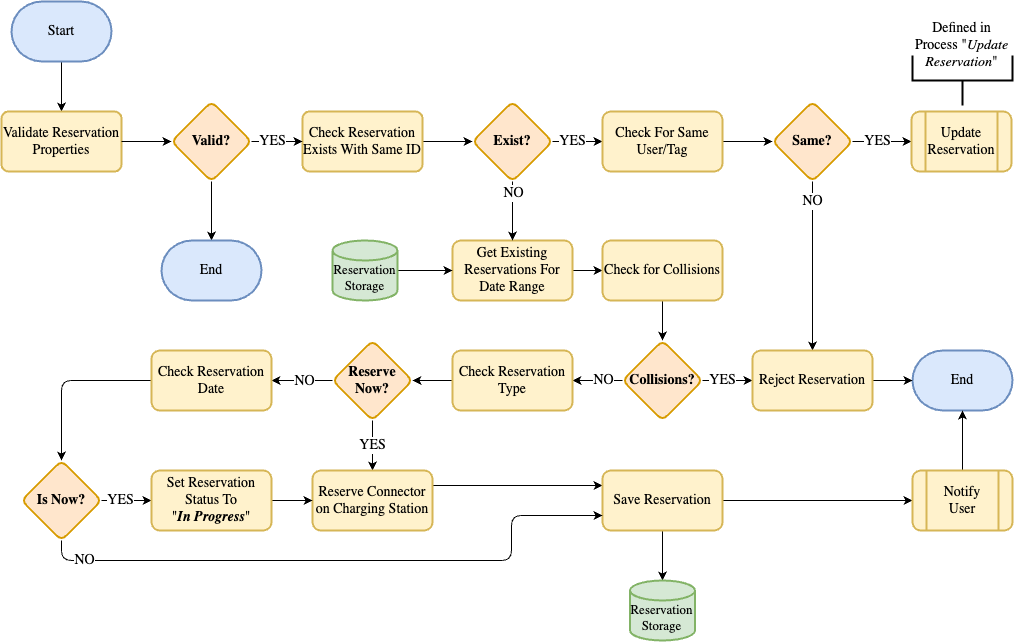 Start
Defined in
Process "Update
Reservation"
Validate Reservation
Properties
Valid?
YES
Check Reservation
Exists With Same ID
Exist?
YES
Check For Same
User/Tag
Same?
YES
Update
Reservation
NO
NO
End
Reservation
Storage
Get Existing
Reservations For
Date Range
Check for Collisions
Check Reservation
Date
NO
Reserve
Now?
Check Reservation
Type
NO
Collisions?
YES
Reject Reservation
End
YES
Is Now?
YES
Set Reservation
Status To
"In Progress"
Reserve Connector
on Charging Station
Save Reservation
Notify
User
NO
Reservation
Storage